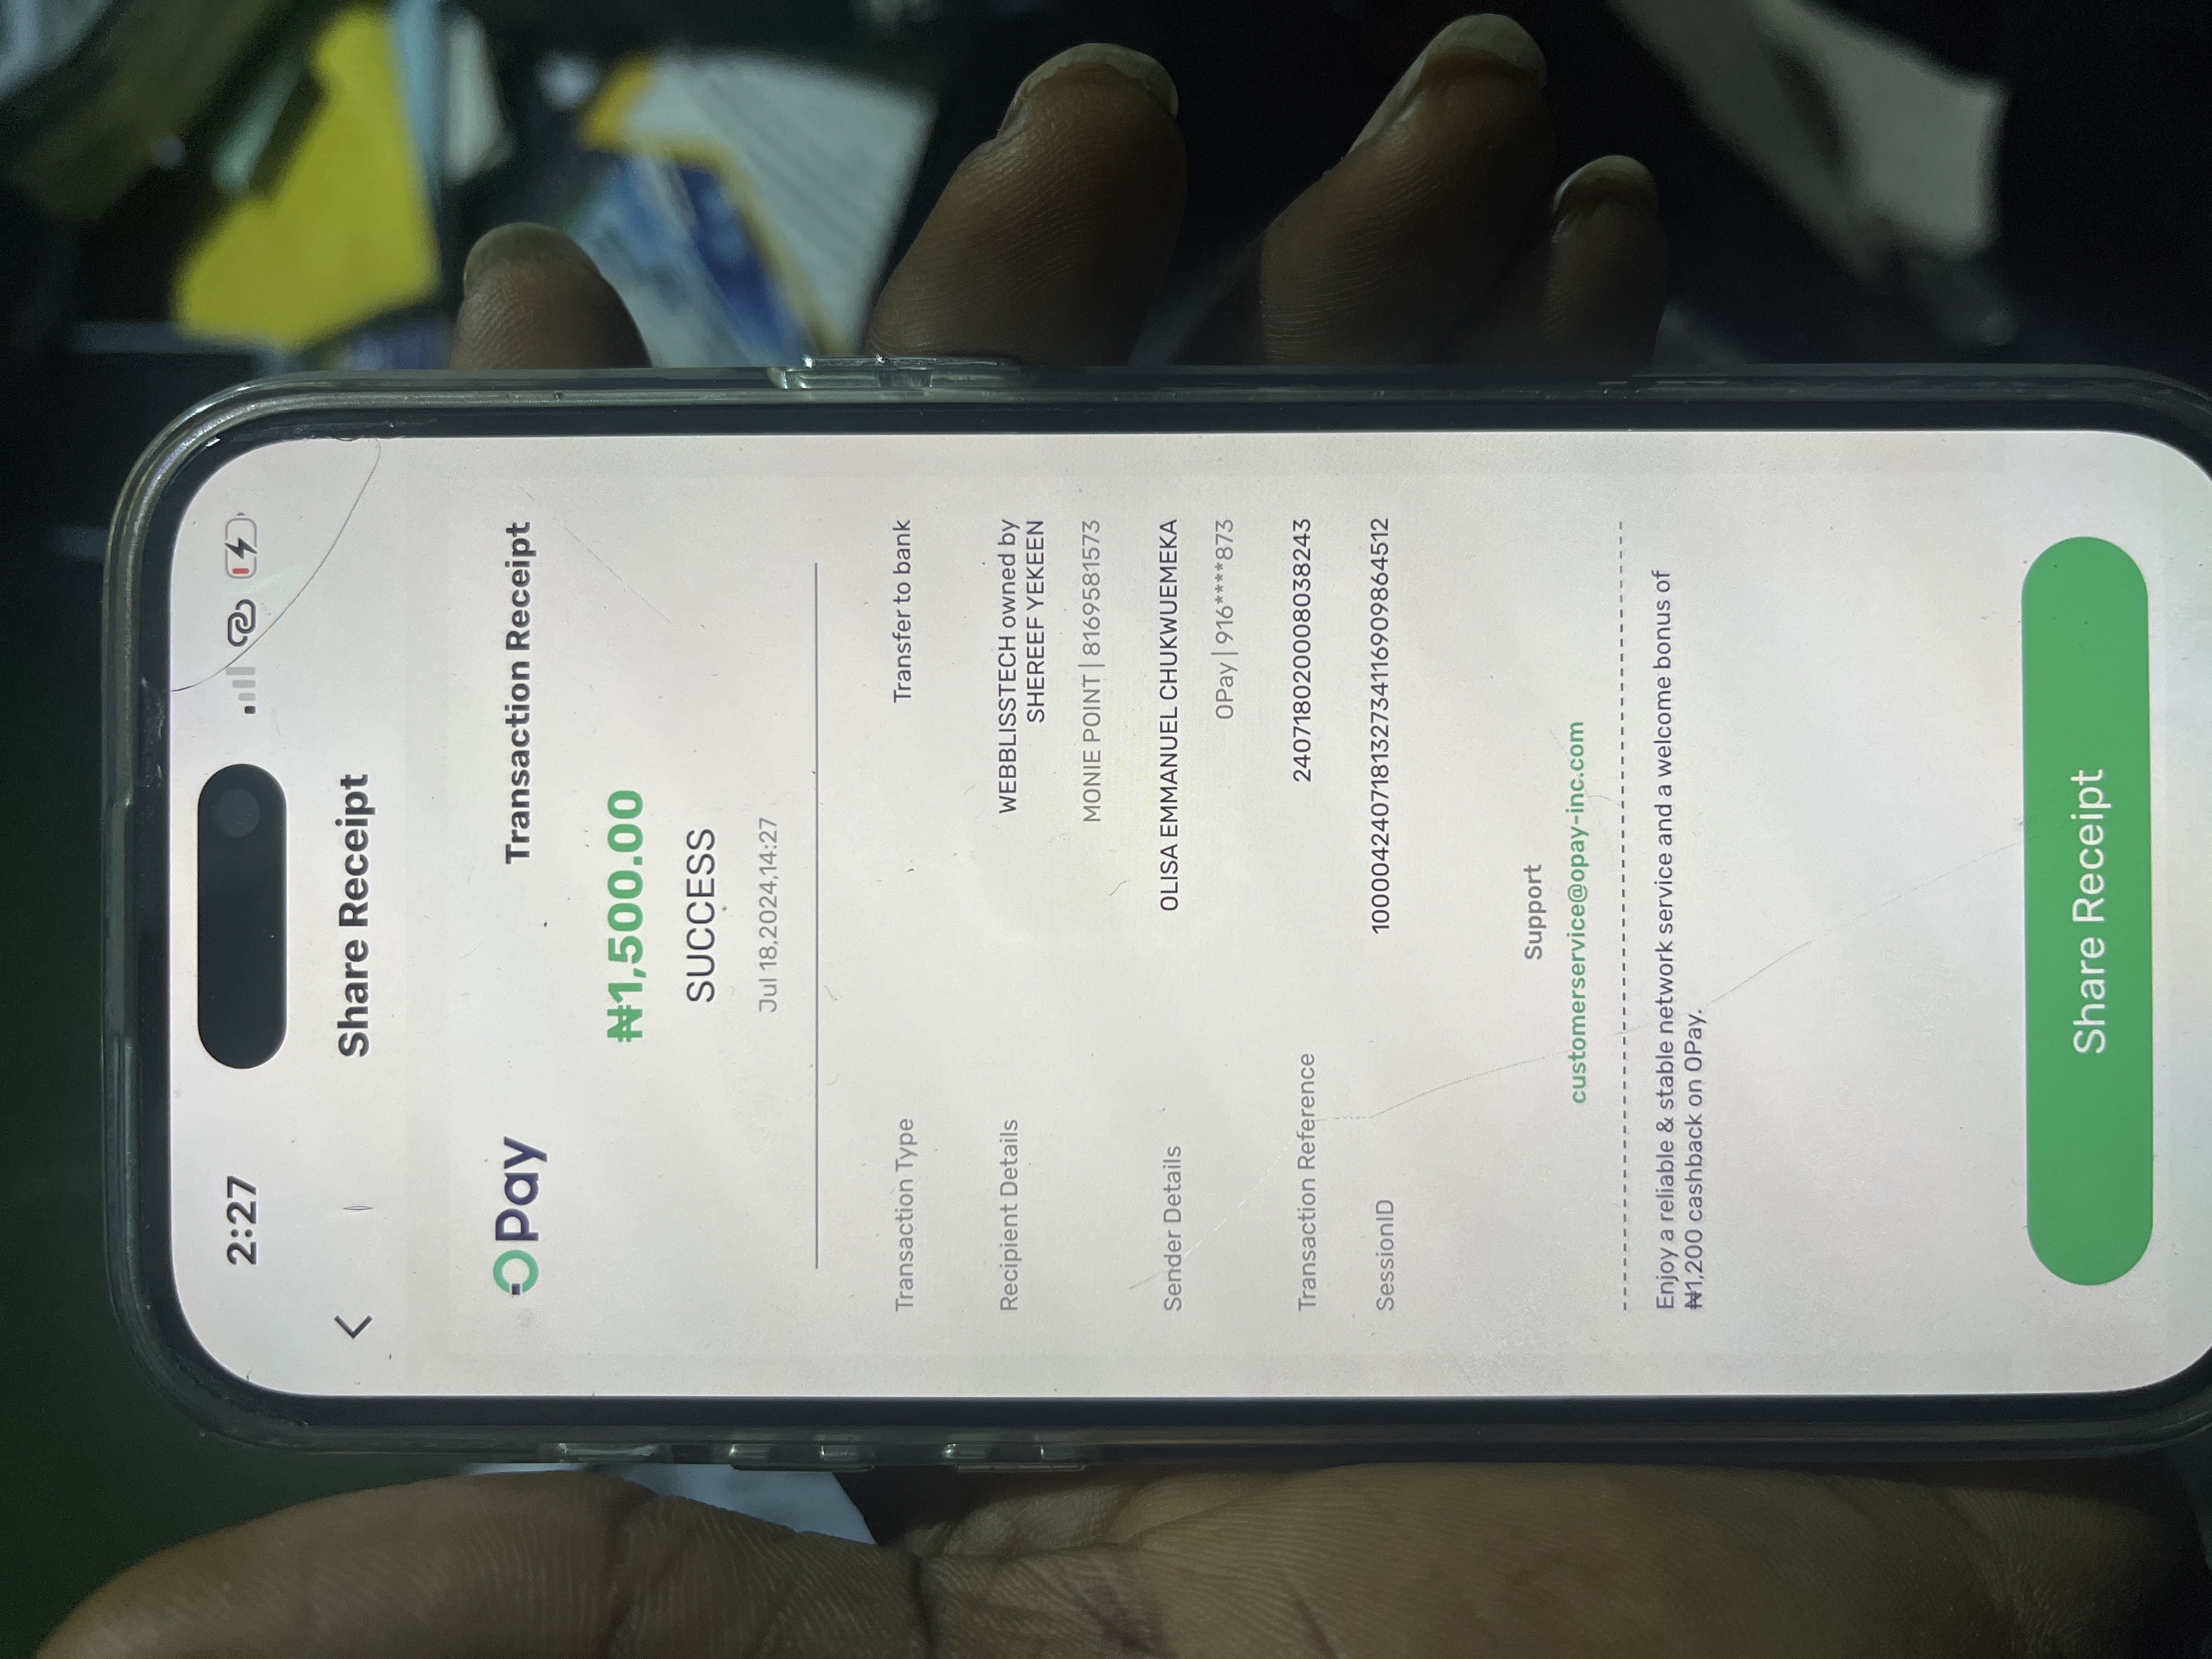 2:27
Share Receipt
OPay
Transaction Receipt
₦1,500.00
SUCCESS
Jul 18,2024,14:27
Transaction Type
Transfer to bank
Recipient Details
WEBBLISSTECH owned by
SHEREEF YEKEEN
MONIE POINT | 8169581573
Sender Details
OLISA EMMANUEL CHUKWUEMEKA
OPay | 916****873
Transaction Reference
240718020008038243
SessionID
100004240718132734116909864512
Support
customerservice@opay-inc.com
Enjoy a reliable & stable network service and a welcome bonus of
₦1,200 cashback on OPay.
Share Receipt